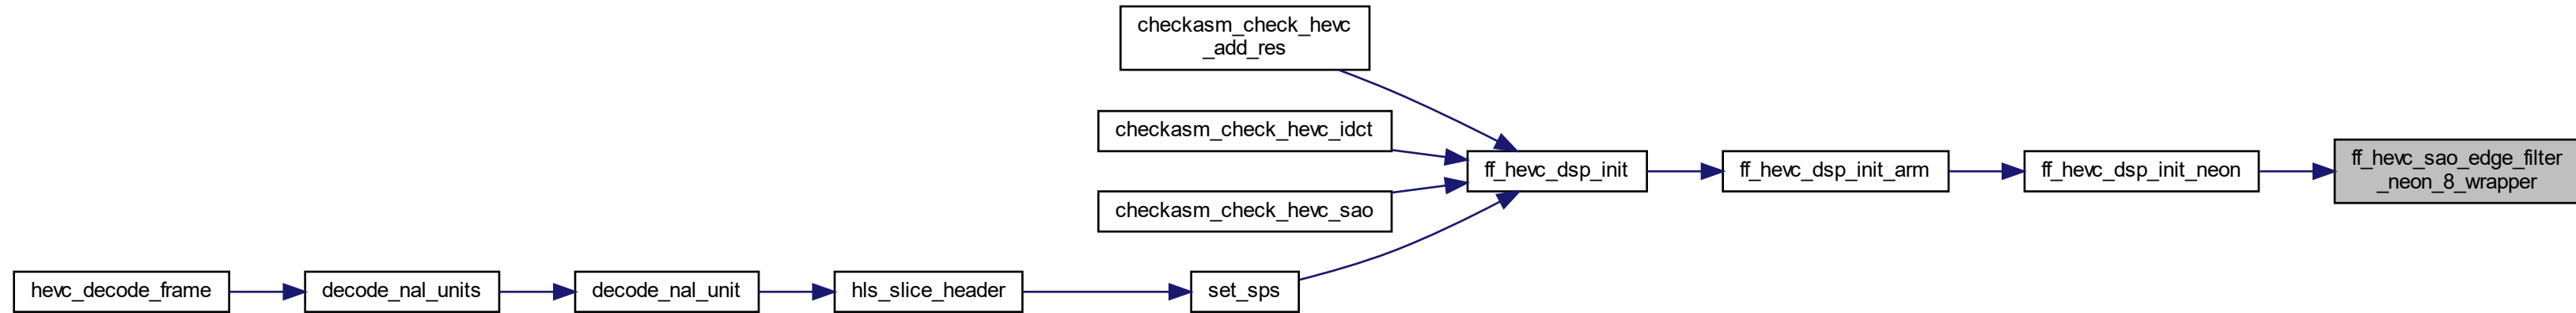 checkasm_check_hevc
_add_res
checkasm_check_hevc_idct
checkasm_check_hevc_sao
ff_hevc_dsp_init
ff_hevc_dsp_init_arm
ff_hevc_dsp_init_neon
ff_hevc_sao_edge_filter
_neon_8_wrapper
hevc_decode_frame
decode_nal_units
decode_nal_unit
hls_slice_header
set_sps